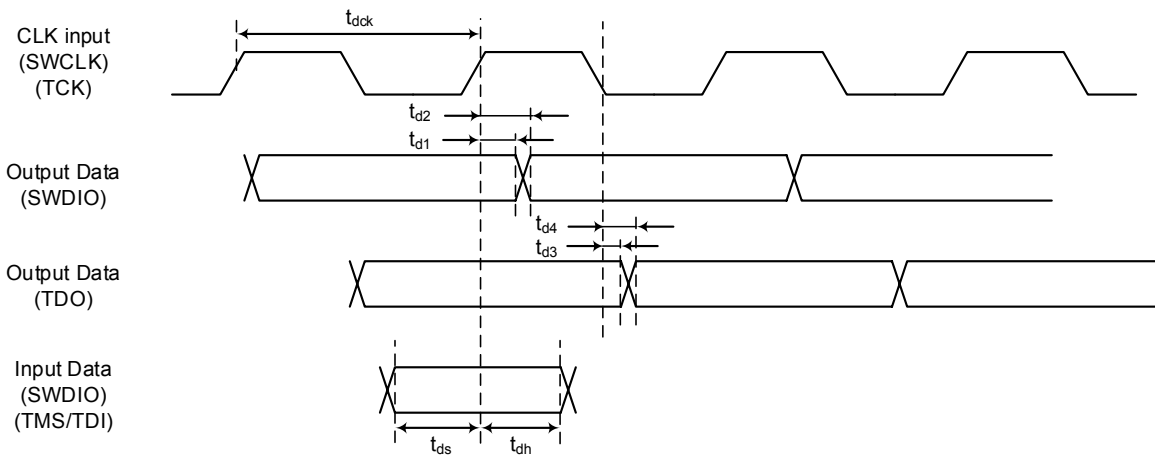 t_dck
CLK input
(SWCLK)
(TCK)
t_d2
t_d1
Output Data
(SWDIO)
t_d4
t_d3
Output Data
(TDO)
Input Data
(SWDIO)
(TMS/TDI)
t_ds
t_dh